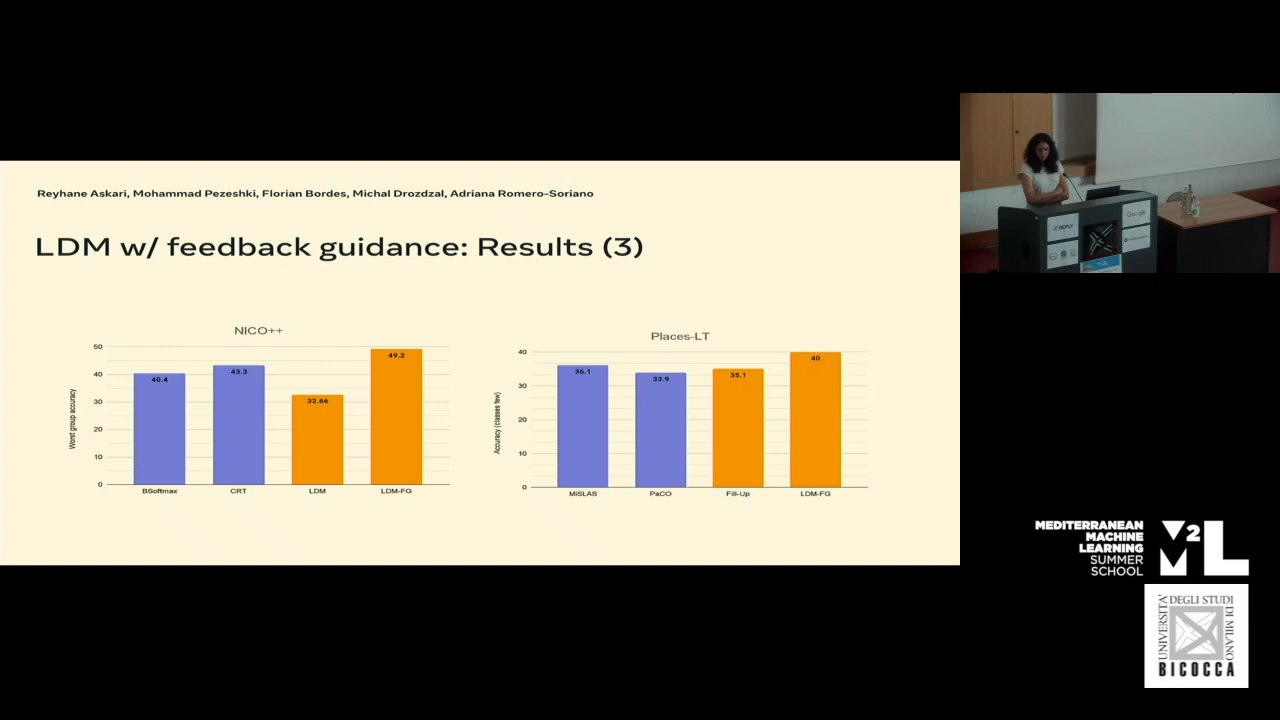 Reyhane Askari, Mohammad Pezeshki, Florian Bordes, Michal Drozdzal, Adriana Romero-Soriano
LDM w/ feedback guidance: Results (3)
NICO++
Worst group accuracy
50
40
30
20
10
0
40.4
43.3
32.66
49.2
BSoftmax
CRT
LDM
LDM-FG
Places-LT
Accuracy (classes few)
40
30
20
10
0
36.1
33.9
35.1
40
MiSLAS
PaCO
Fill-Up
LDM-FG
Google
MEDITERRANEAN
MACHINE
LEARNING
SUMMER
SCHOOL
M2L
UNIVERSITA'
DEGLI STUDI
DI MILANO
BICOCCA